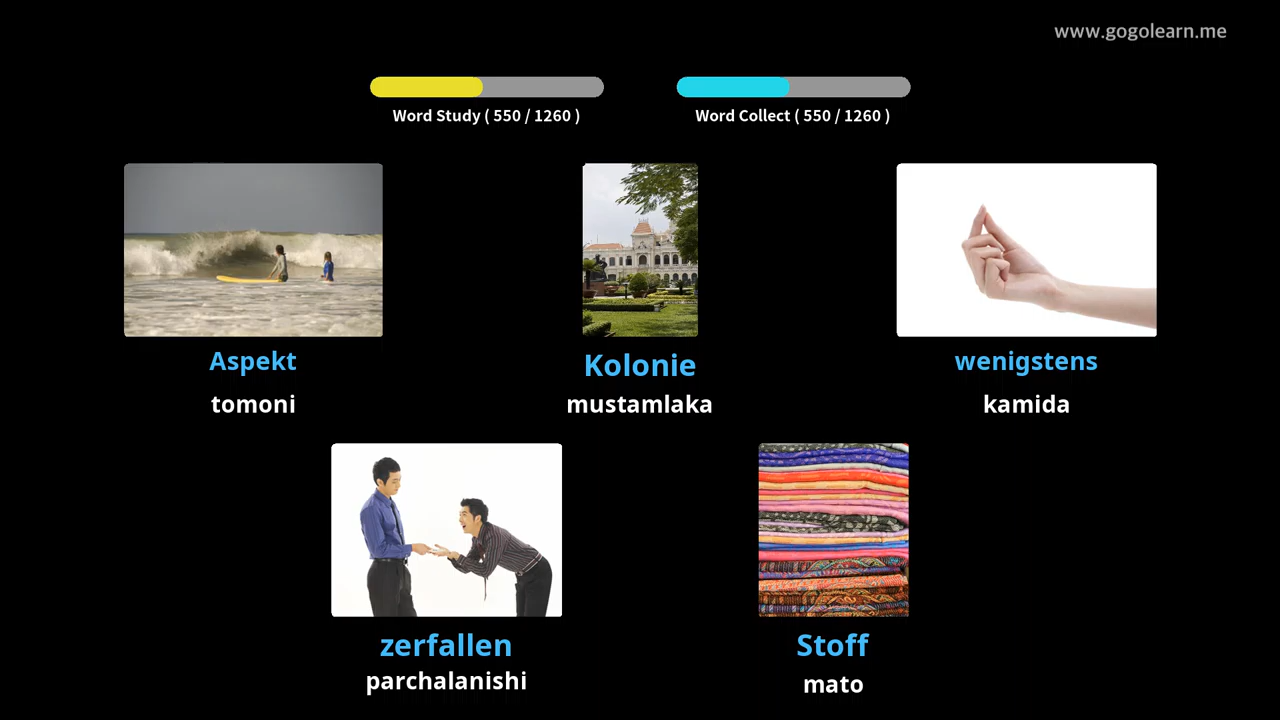 www.gogolearn.me
Word Study ( 550 / 1260 )
Word Collect ( 550 / 1260 )
Aspekt
tomoni
Kolonie
mustamlaka
wenigstens
kamida
zerfallen
parchalanishi
Stoff
mato